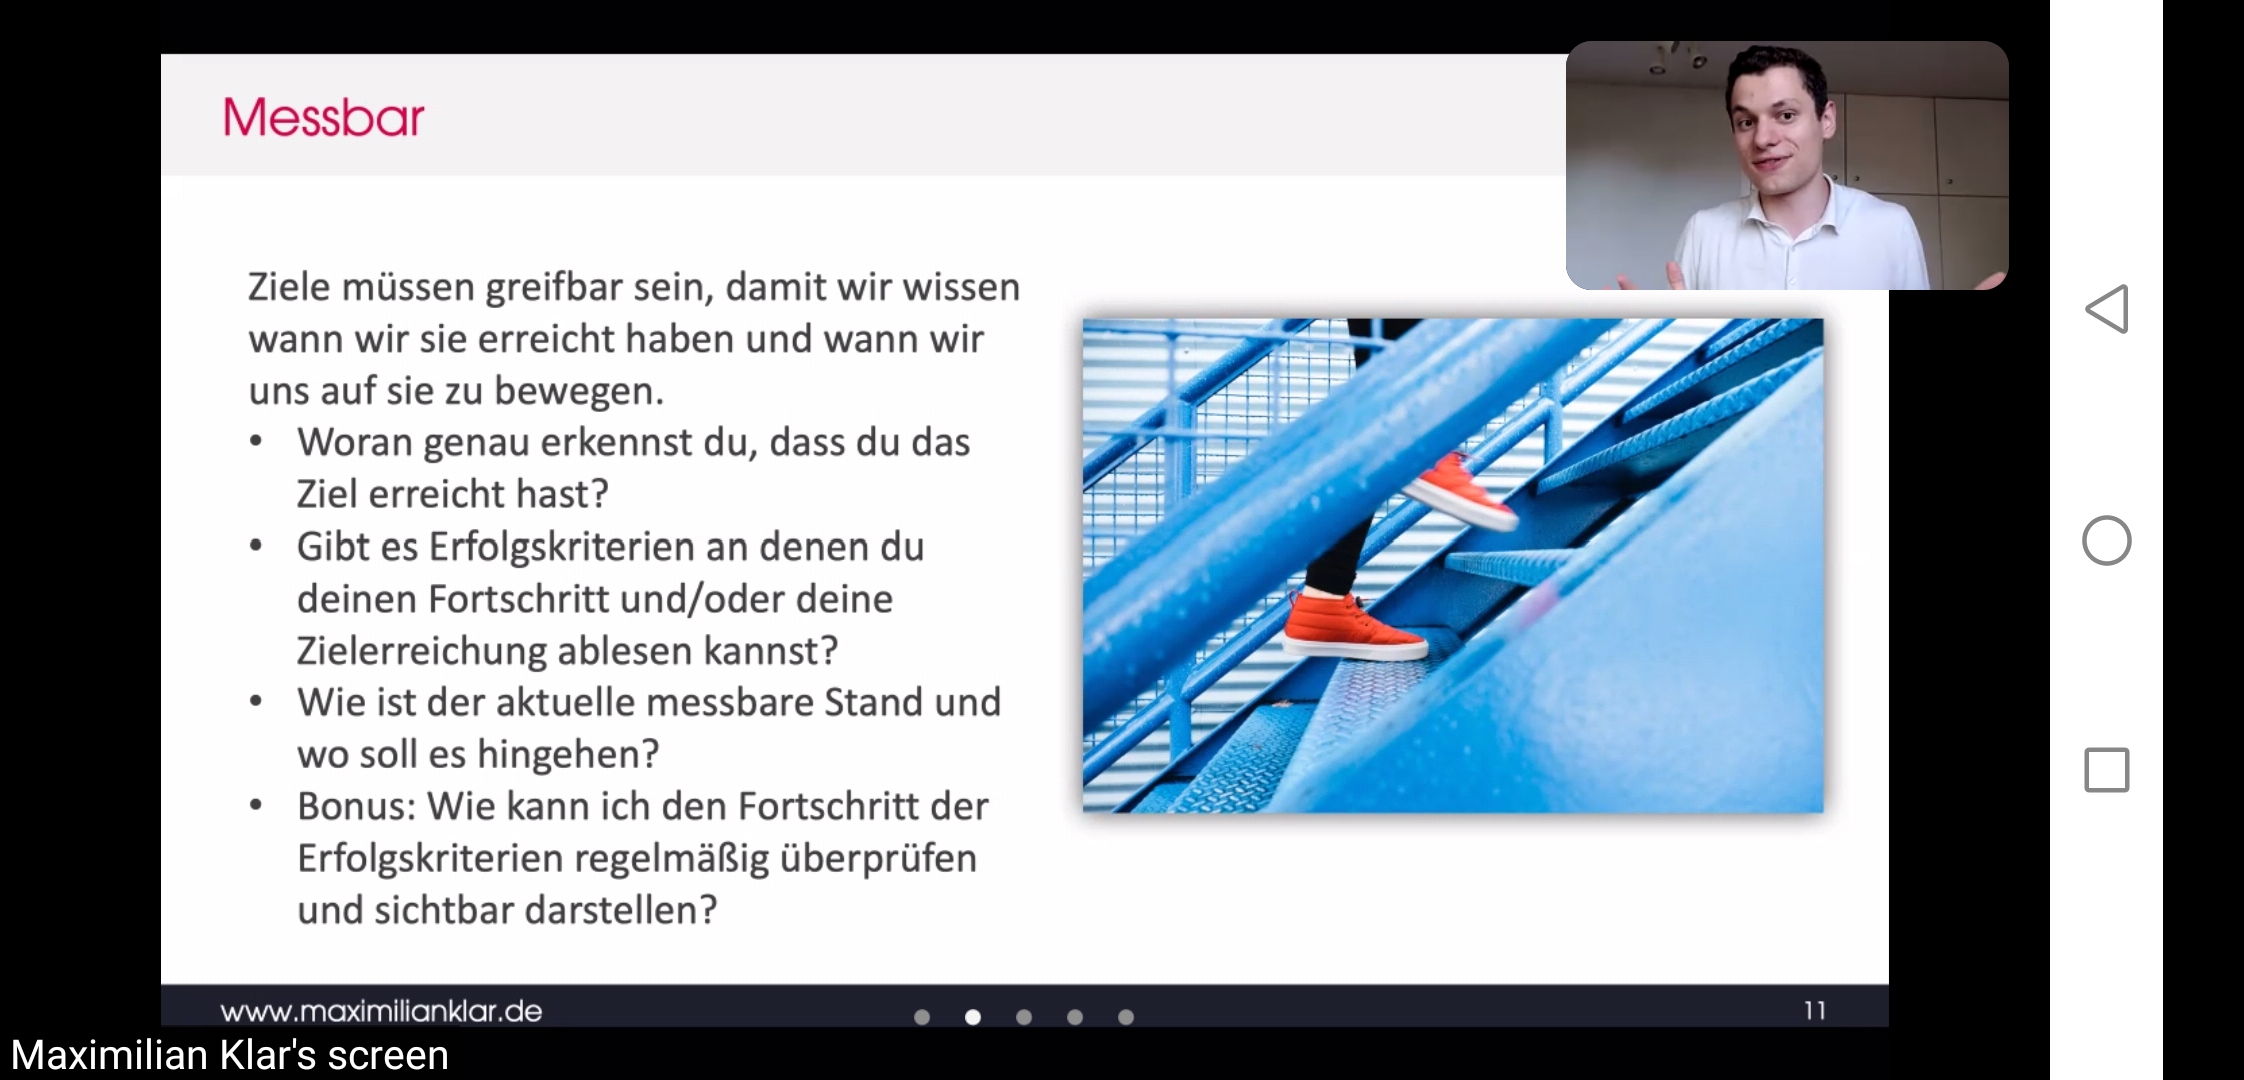 Messbar
Ziele müssen greifbar sein, damit wir wissen
wann wir sie erreicht haben und wann wir
uns auf sie zu bewegen.
• Woran genau erkennst du, dass du das
Ziel erreicht hast?
• Gibt es Erfolgskriterien an denen du
deinen Fortschritt und/oder deine
Zielerreichung ablesen kannst?
• Wie ist der aktuelle messbare Stand und
wo soll es hingehen?
• Bonus: Wie kann ich den Fortschritt der
Erfolgskriterien regelmäßig überprüfen
und sichtbar darstellen?
www.maximilianklar.de
11
Maximilian Klar's screen